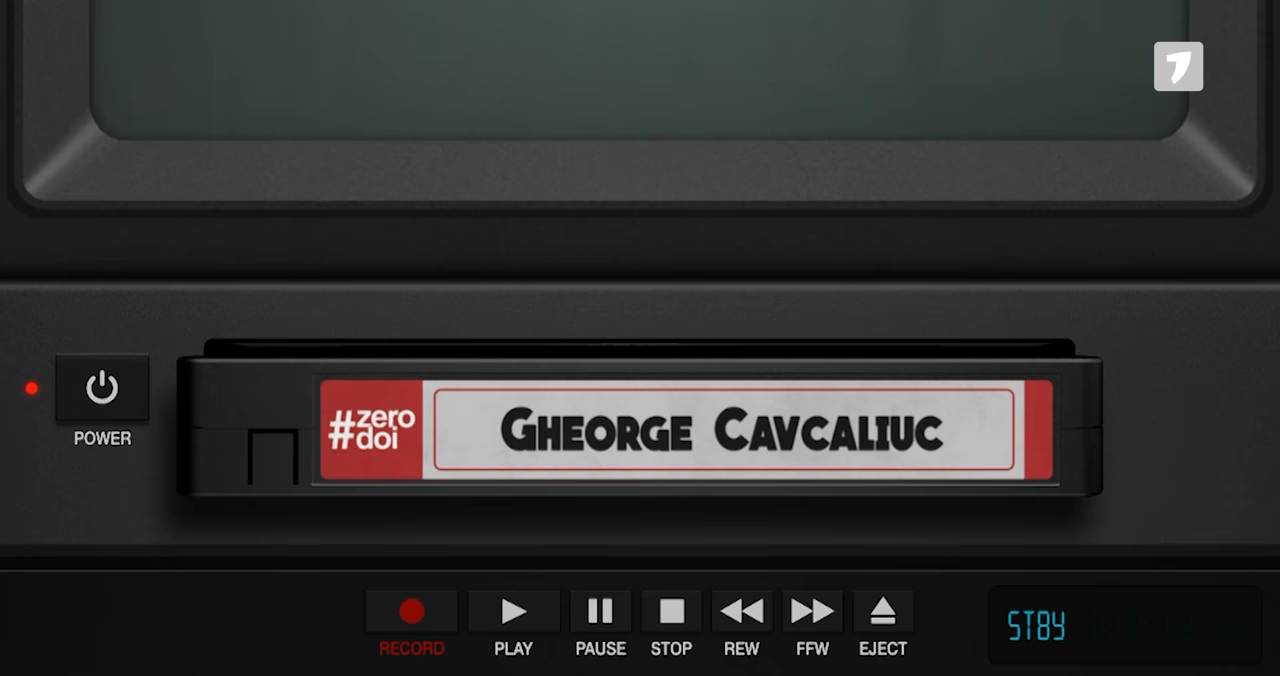 POWER
#zero
doi
GHEORGE CAVCALIUC
RECORD
PLAY
PAUSE
STOP
REW
FFW
EJECT
STBY